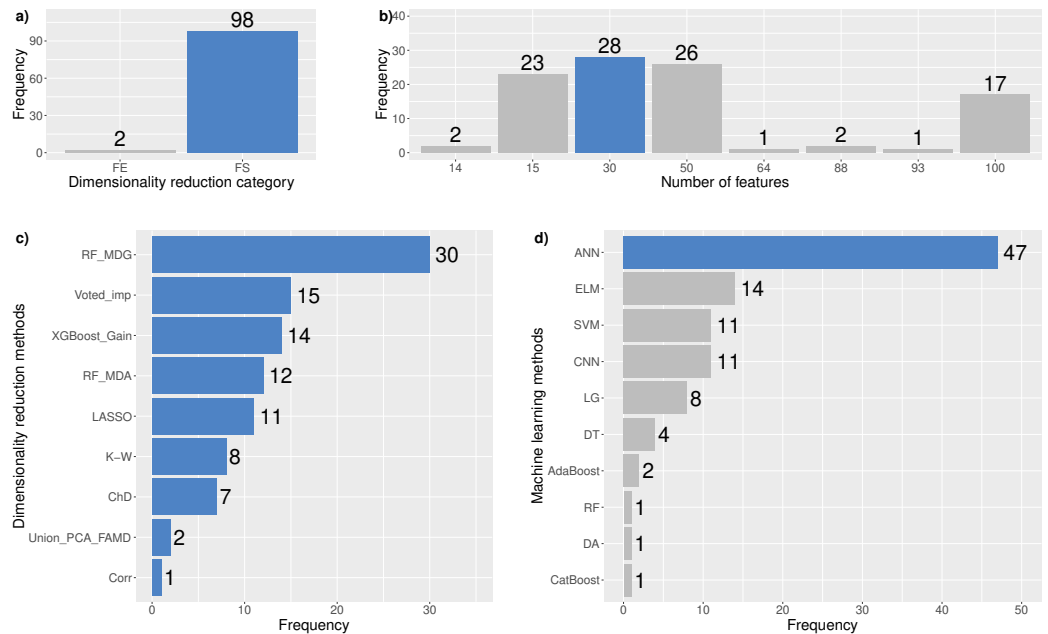 a)
98
2
90
60
30
0
Frequency
FE FS
Dimensionality reduction category
b)
40
30
20
10
0
Frequency
2 23 28 26 1 2 1 17
14 15 30 50 64 88 93 100
Number of features
c)
Dimensionality reduction methods
RF_MDG 30
Voted_imp 15
XGBoost_Gain 14
RF_MDA 12
LASSO 11
K−W 8
ChD 7
Union_PCA_FAMD 2
Corr 1
0 10 20 30
Frequency
d)
Machine learning methods
ANN 47
ELM 14
SVM 11
CNN 11
LG 8
DT 4
AdaBoost 2
RF 1
DA 1
CatBoost 1
0 10 20 30 40 50
Frequency